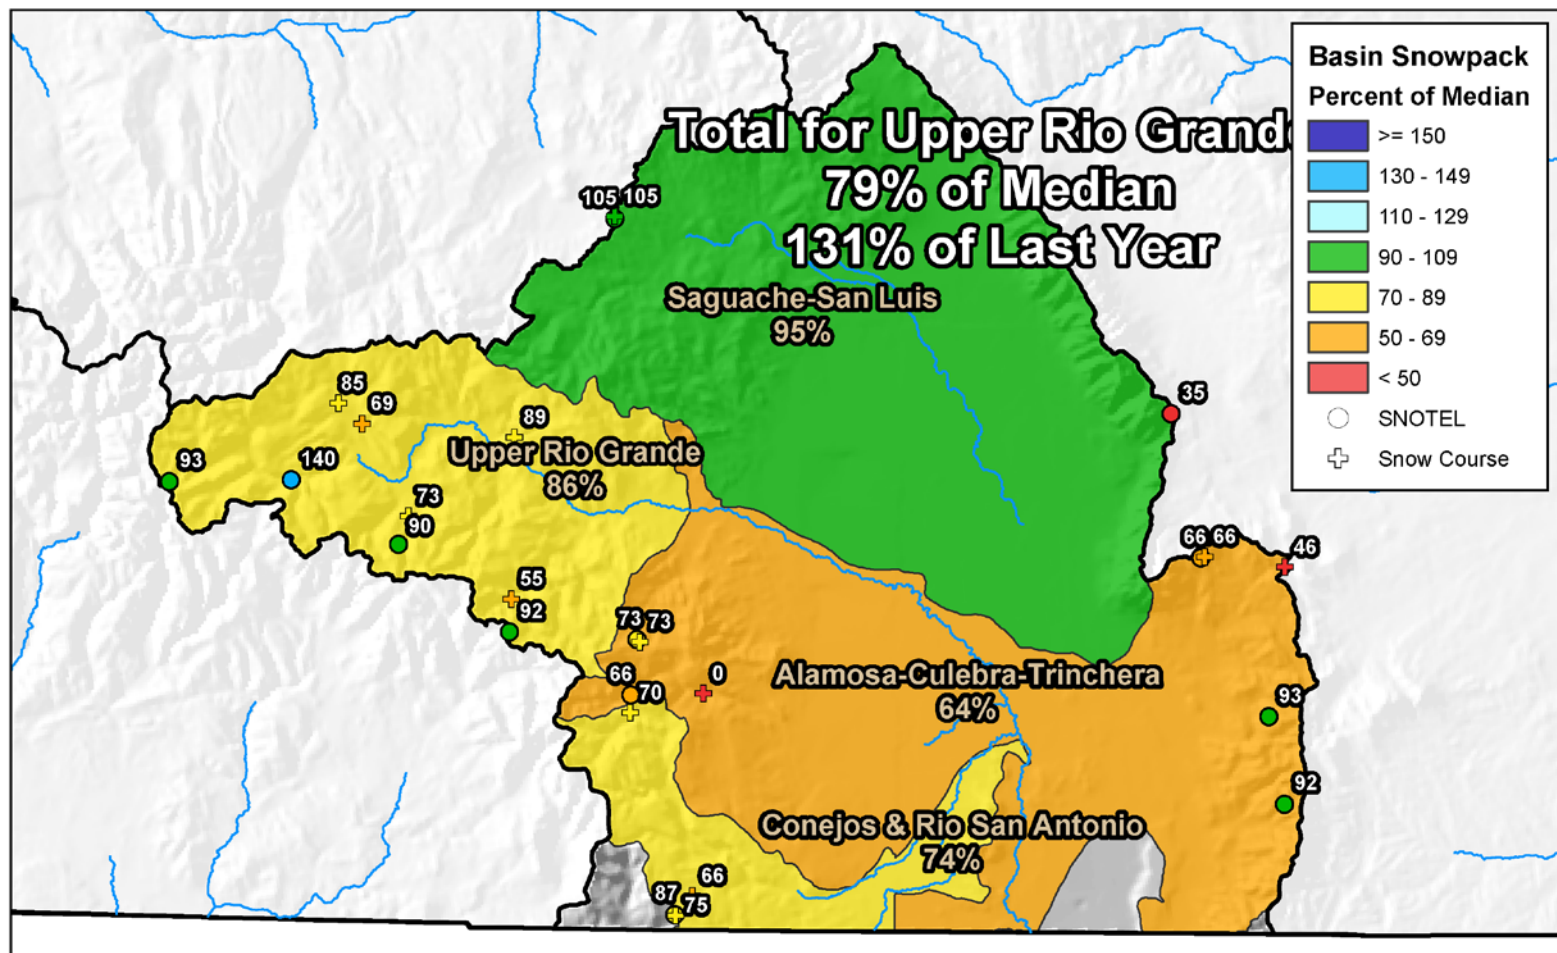 Basin Snowpack
Percent of Median
>= 150
130 - 149
110 - 129
90 - 109
70 - 89
50 - 69
< 50
SNOTEL
Snow Course
Total for Upper Rio Grande
79% of Median
131% of Last Year
105 105
Saguache-San Luis
95%
85
69
35
89
Upper Rio Grande
86%
93
140
73
90
66 66
46
55
92
73 73
66
70
0
Alamosa-Culebra-Trinchera
64%
93
92
Conejos & Rio San Antonio
74%
66
87
75